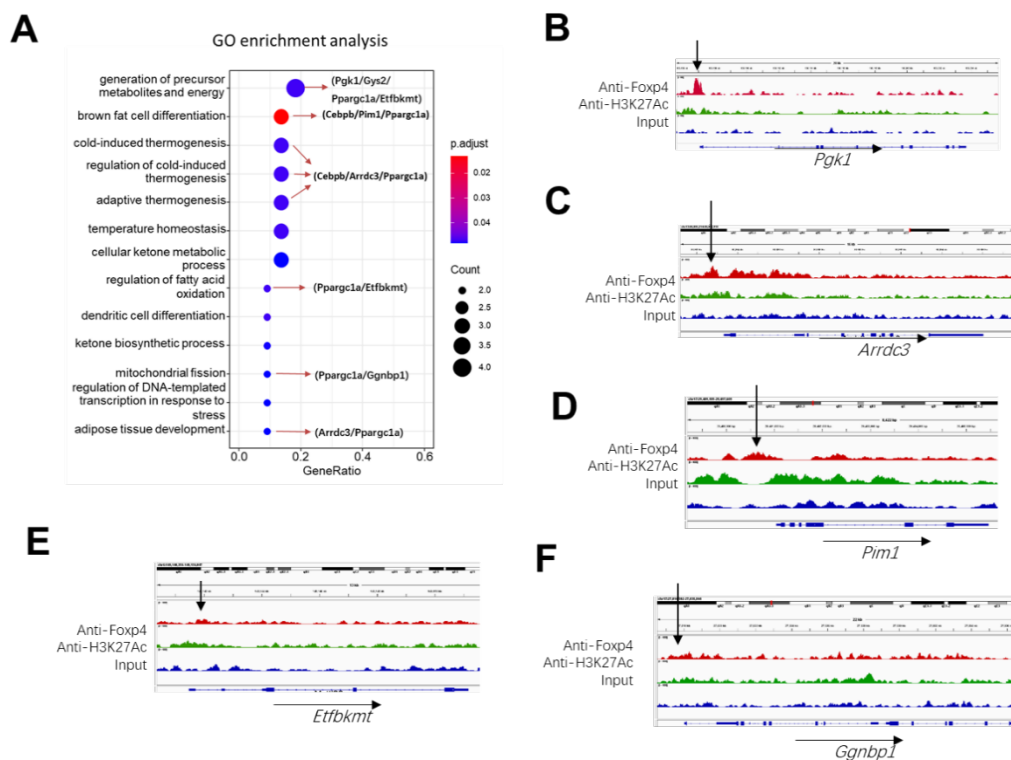 A
GO enrichment analysis
generation of precursor
metabolites and energy
(Pgk1/Gys2/
Ppargc1a/Etfbkmt)
brown fat cell differentiation
(Cebpb/Pim1/Ppargc1a)
cold-induced thermogenesis
regulation of cold-induced
thermogenesis
(Cebpb/Arrdc3/Ppargc1a)
adaptive thermogenesis
temperature homeostasis
cellular ketone metabolic
process
regulation of fatty acid
oxidation
(Ppargc1a/Etfbkmt)
dendritic cell differentiation
ketone biosynthetic process
mitochondrial fission
(Ppargc1a/Ggnbp1)
regulation of DNA-templated
transcription in response to
stress
adipose tissue development
(Arrdc3/Ppargc1a)
0.0 0.2 0.4 0.6
GeneRatio
p.adjust
0.02
0.04
Count
2.0
2.5
3.0
3.5
4.0
B
Anti-Foxp4
Anti-H3K27Ac
Input
Pgk1
C
Anti-Foxp4
Anti-H3K27Ac
Input
Arrdc3
D
Anti-Foxp4
Anti-H3K27Ac
Input
Pim1
E
Anti-Foxp4
Anti-H3K27Ac
Input
Etfbkmt
F
Anti-Foxp4
Anti-H3K27Ac
Input
Ggnbp1